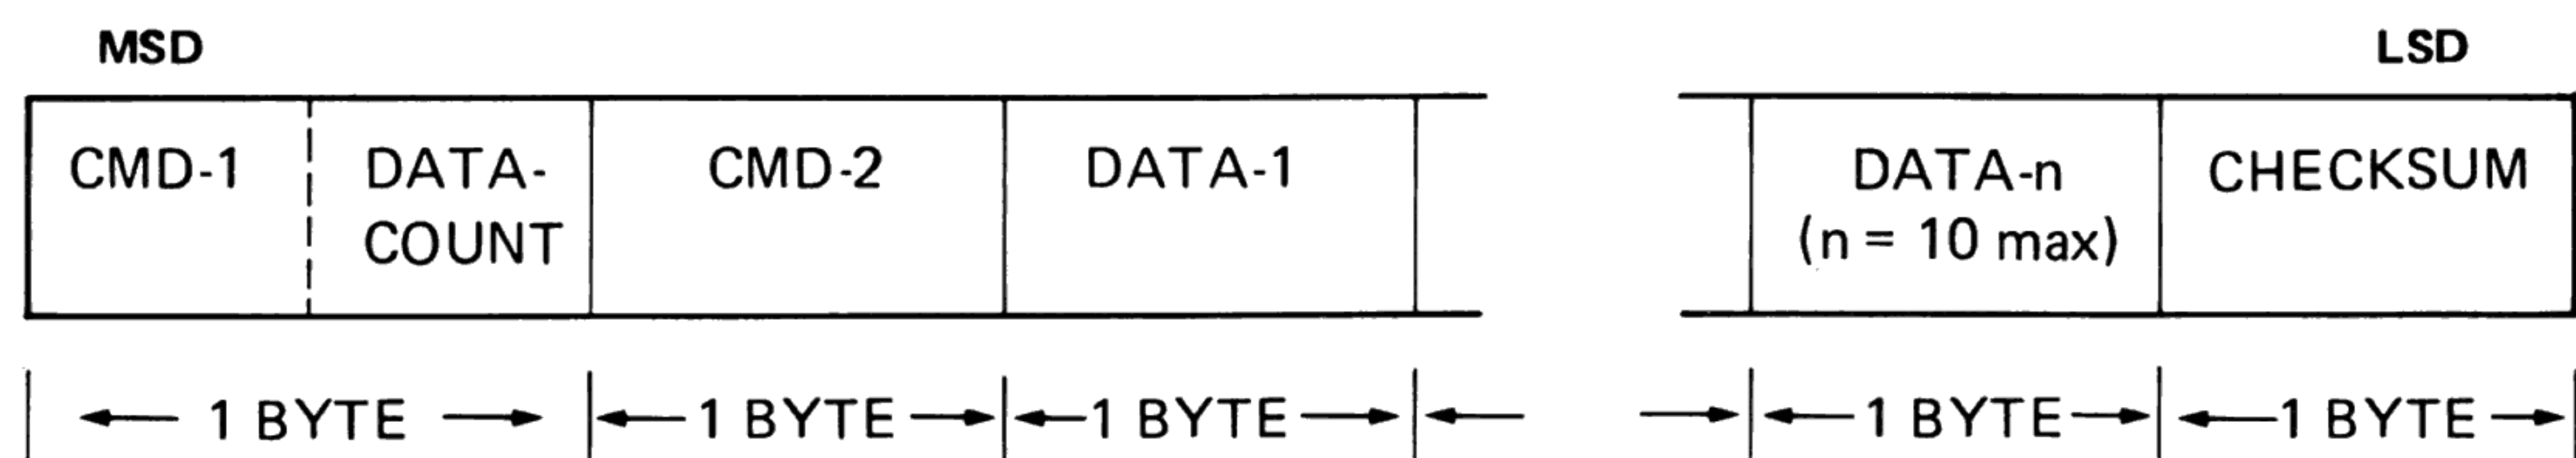 MSD LSD
CMD-1 DATA- CMD-2 DATA-1 DATA-n CHECKSUM
COUNT (n = 10 max)
1 BYTE 1 BYTE 1 BYTE 1 BYTE 1 BYTE